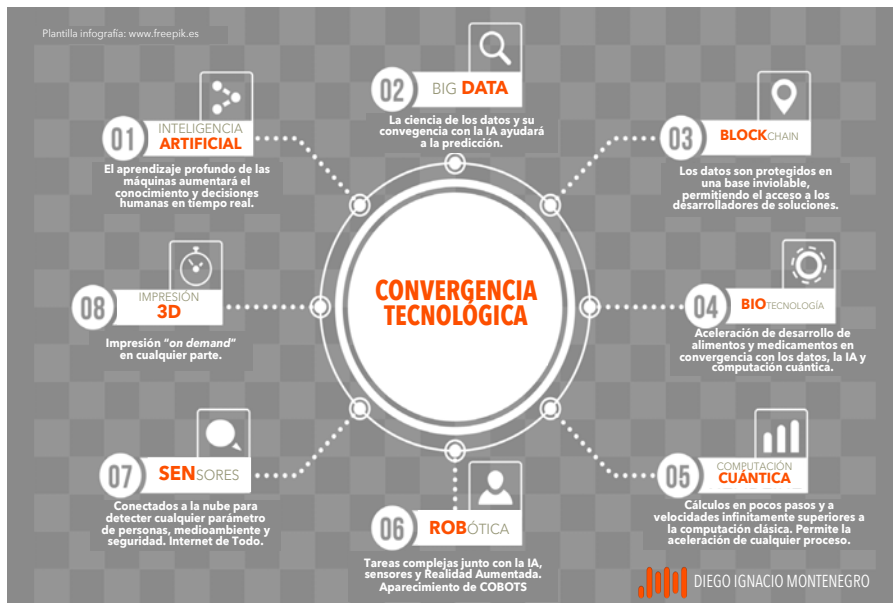 Plantilla infografía: www.freepik.es
01
INTELIGENCIA
ARTIFICIAL
El aprendizaje profundo de las
máquinas aumentará el
conocimiento y decisiones
humanas en tiempo real.
02
BIG DATA
La ciencia de los datos y su
convegencia con la IA ayudará
a la predicción.
03
BLOCKCHAIN
Los datos son protegidos en
una base inviolable,
permitiendo el acceso a los
desarrolladores de soluciones.
CONVERGENCIA
TECNOLÓGICA
04
BIOTECNOLOGÍA
Aceleración de desarrollo de
alimentos y medicamentos en
convergencia con los datos, la IA y
computación cuántica.
05
COMPUTACIÓN
CUÁNTICA
Cálculos en pocos pasos y a
velocidades infinitamente superiores a
la computación clásica. Permite la
aceleración de cualquier proceso.
06
ROBÓTICA
Tareas complejas junto con la IA,
sensores y Realidad Aumentada.
Aparecimiento de COBOTS
07
SENSORES
Conectados a la nube para
detecter cualquier parámetro
de personas, medioambiente y
seguridad. Internet de Todo.
08
IMPRESIÓN
3D
Impresión "on demand"
en cualquier parte.
DIEGO IGNACIO MONTENEGRO